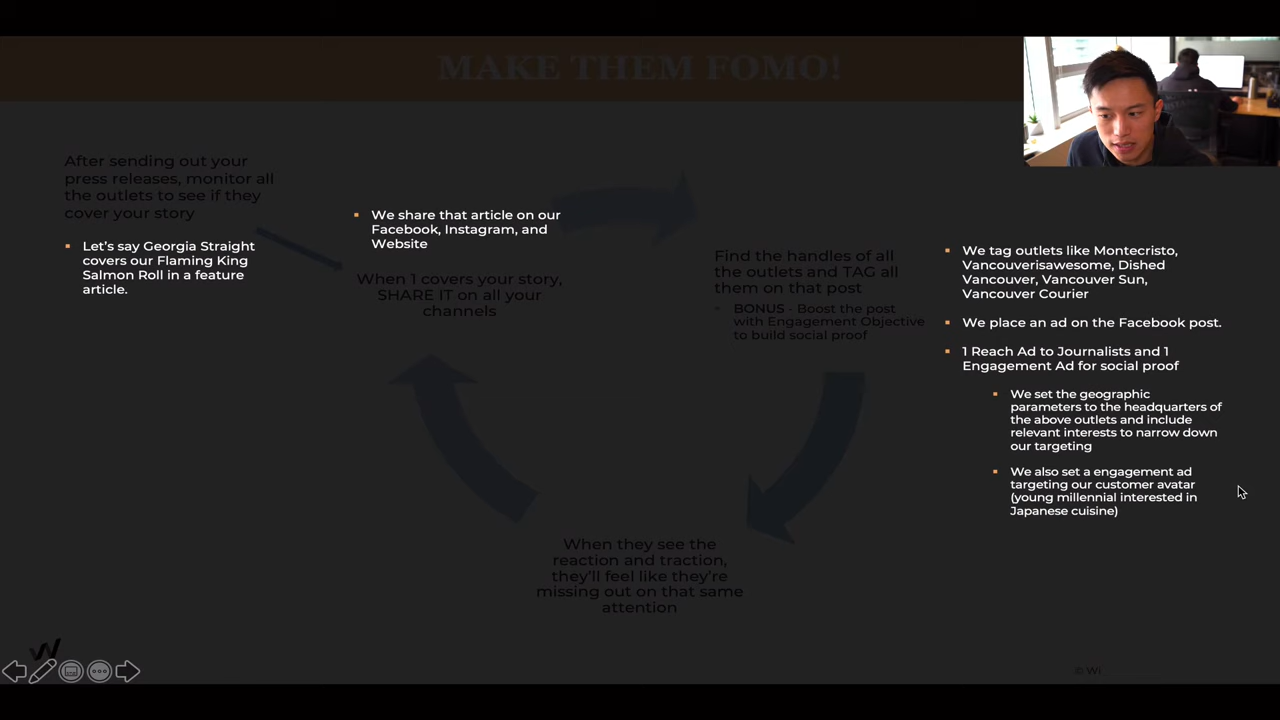 MAKE THEM FOMO!
After sending out your
press releases, monitor all
the outlets to see if they
cover your story
Let's say Georgia Straight
covers our Flaming King
Salmon Roll in a feature
article.
We share that article on our
Facebook, Instagram, and
Website
When 1 covers your story,
SHARE IT on all your
channels
Find the handles of all
the outlets and TAG all
them on that post
BONUS - Boost the post
with Engagement Objective
to build social proof
We tag outlets like Montecristo,
Vancouverisawesome, Dished
Vancouver, Vancouver Sun,
Vancouver Courier
We place an ad on the Facebook post.
1 Reach Ad to Journalists and 1
Engagement Ad for social proof
We set the geographic
parameters to the headquarters of
the above outlets and include
relevant interests to narrow down
our targeting
We also set a engagement ad
targeting our customer avatar
(young millennial interested in
Japanese cuisine)
When they see the
reaction and traction,
they'll feel like they're
missing out on that same
attention
© Wi